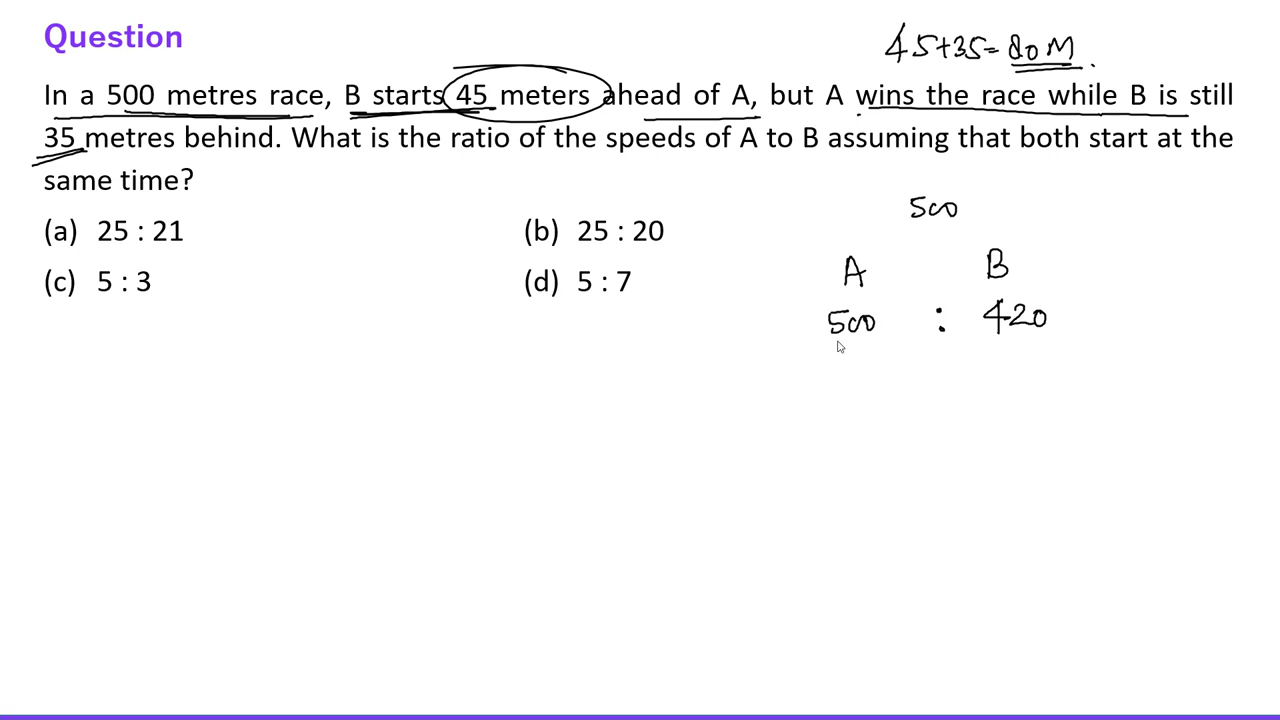 Question
45+35=80M.
In a 500 metres race, B starts 45 meters ahead of A, but A wins the race while B is still
35 metres behind. What is the ratio of the speeds of A to B assuming that both start at the
same time?
500
(a) 25 : 21 (b) 25 : 20
A B
(c) 5 : 3 (d) 5 : 7
500 : 420